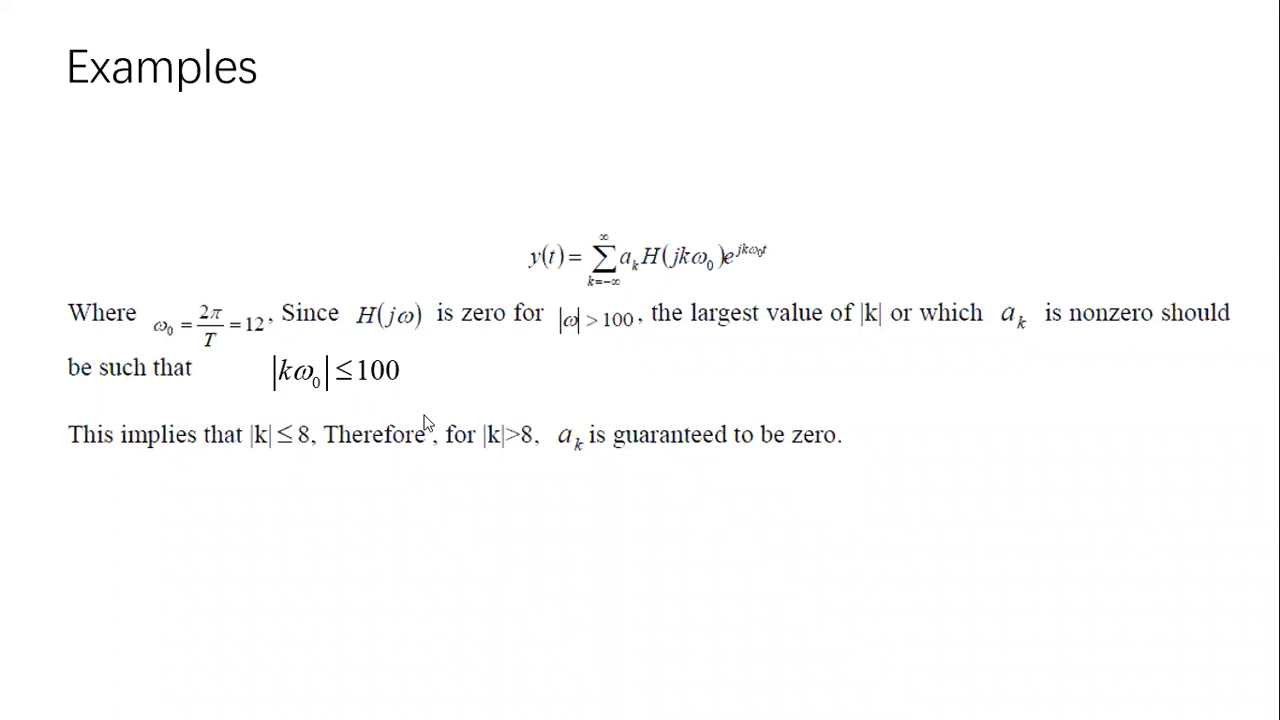 Examples
y(t) = ∑_{k=-∞}^{∞} a_k H(jkω_0)e^{jkω_0t}
Where ω_0 = 2π/T = 12, Since H(jω) is zero for |ω| > 100, the largest value of |k| or which a_k is nonzero should
be such that |kω_0| ≤ 100
This implies that |k| ≤ 8, Therefore , for |k|>8, a_k is guaranteed to be zero.